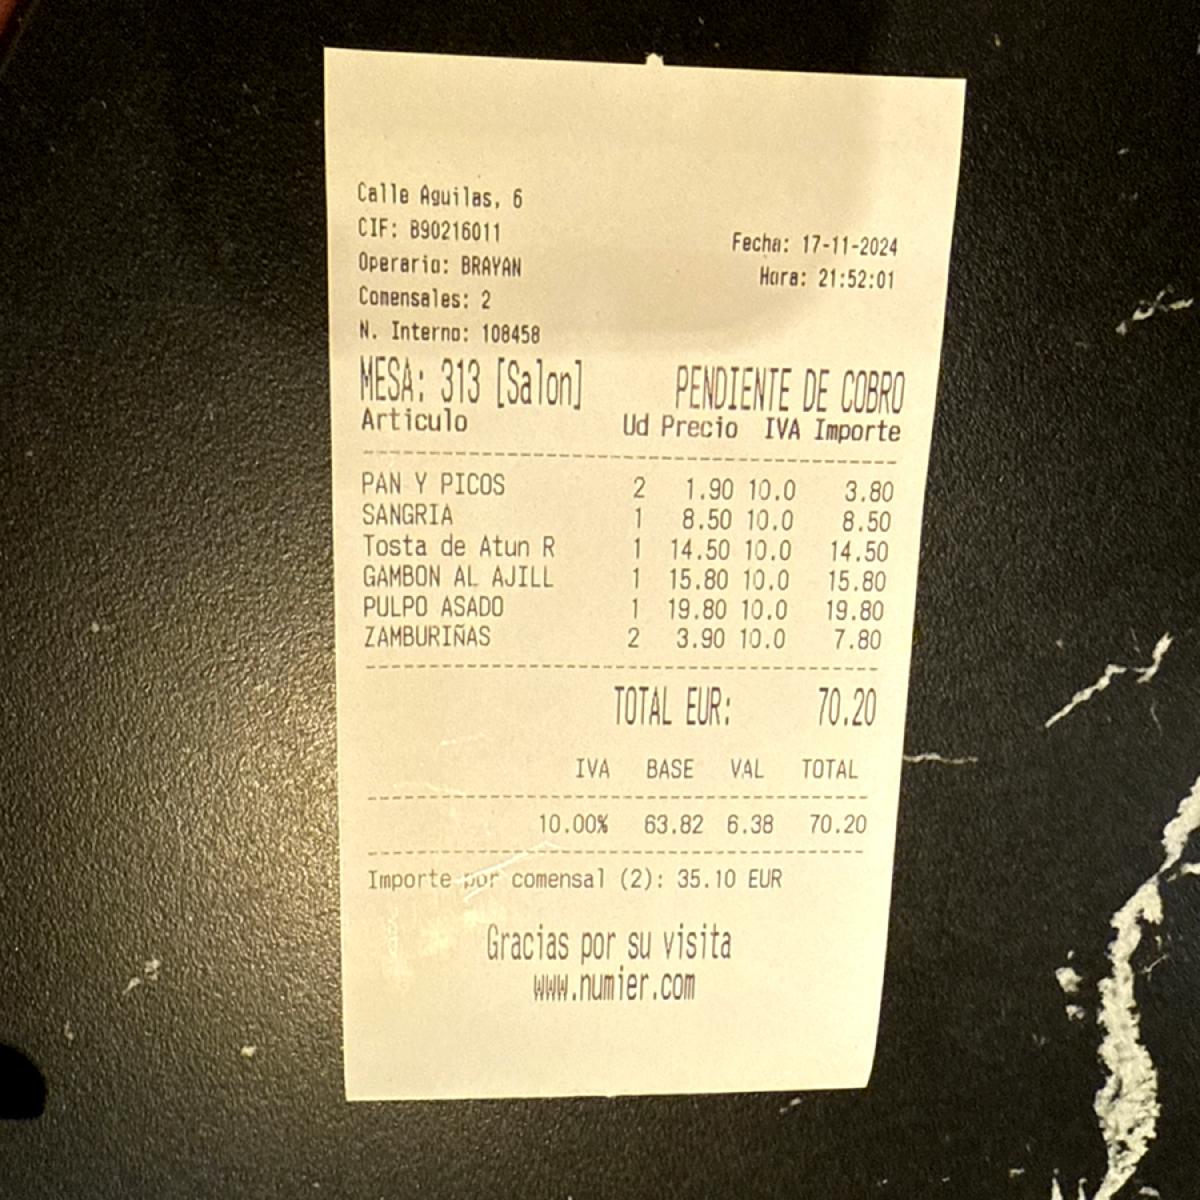 Calle Aguilas, 6
CIF: B90216011
Fecha: 17-11-2024
Operario: BRAYAN
Hora: 21:52:01
Comensales: 2
N. Interno: 108458
MESA: 313 [Salon] PENDIENTE DE COBRO
Articulo Ud Precio IVA Importe
PAN Y PICOS 2 1.90 10.0 3.80
SANGRIA 1 8.50 10.0 8.50
Tosta de Atun R 1 14.50 10.0 14.50
GAMBON AL AJILL 1 15.80 10.0 15.80
PULPO ASADO 1 19.80 10.0 19.80
ZAMBURIÑAS 2 3.90 10.0 7.80
TOTAL EUR: 70.20
IVA BASE VAL TOTAL
10.00% 63.82 6.38 70.20
Importe por comensal (2): 35.10 EUR
Gracias por su visita
www.numier.com